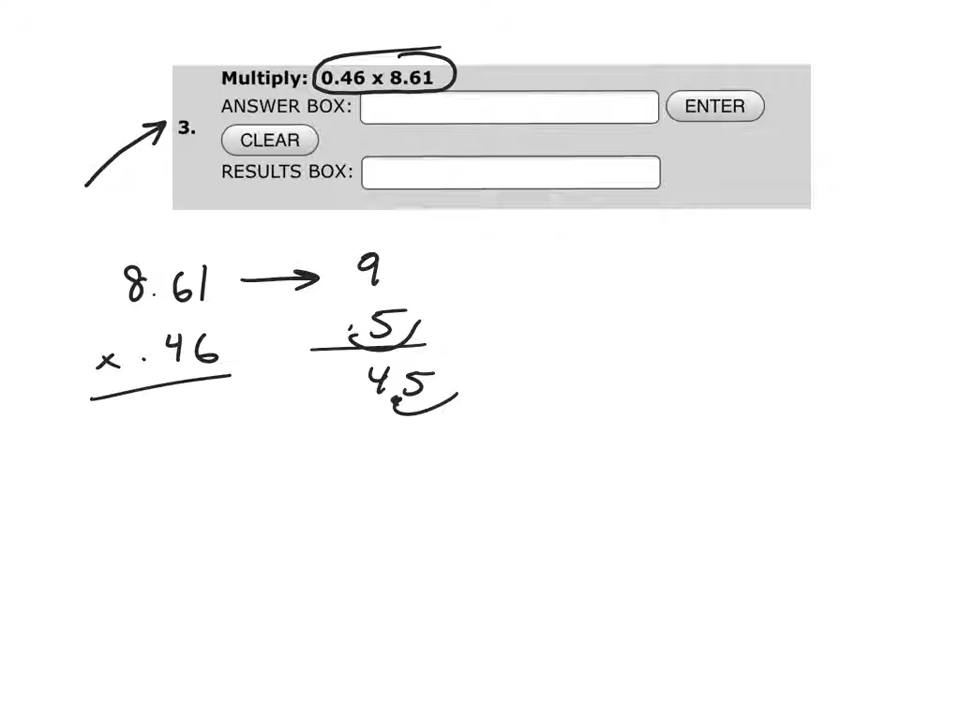 Multiply: 0.46 x 8.61
ANSWER BOX: ENTER
3.
CLEAR
RESULTS BOX:
8.61 → 9
x .46 .5
4.5